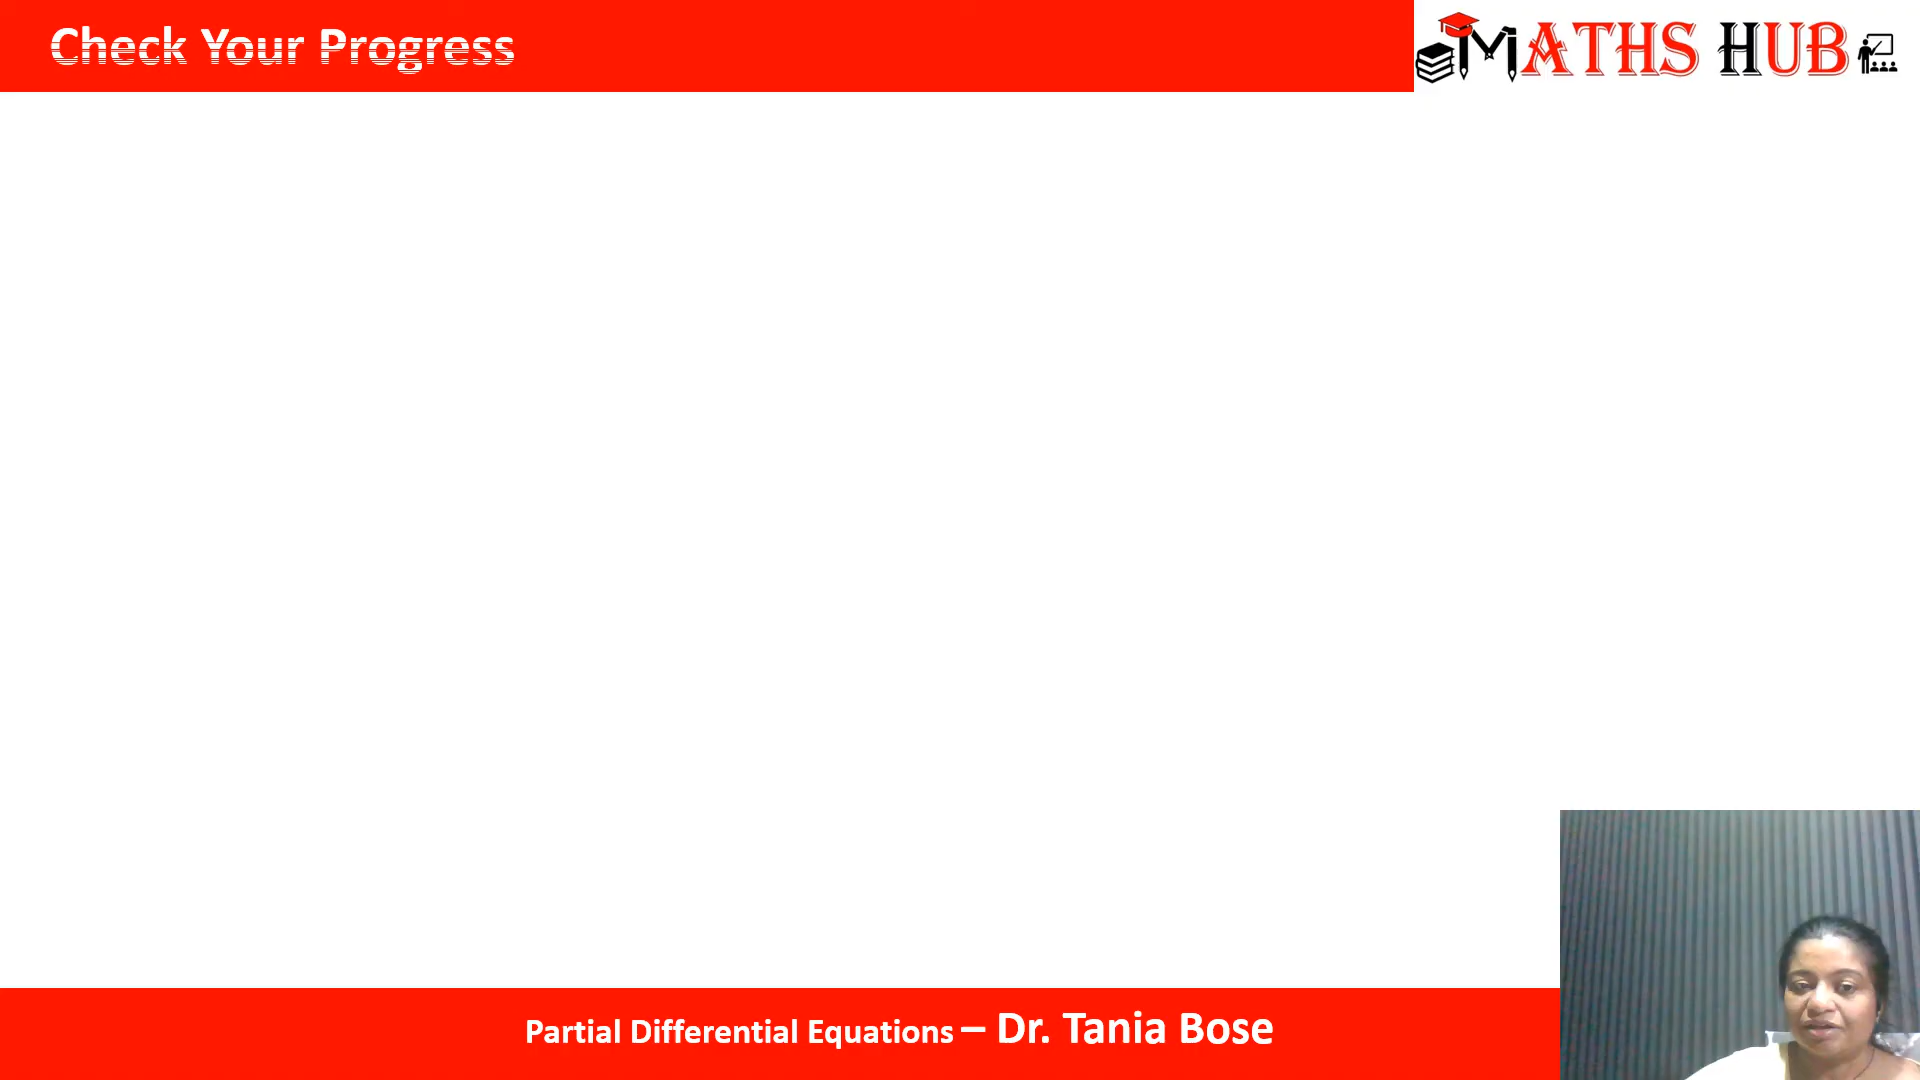 Check Your Progress
MATHS HUB
Partial Differential Equations – Dr. Tania Bose